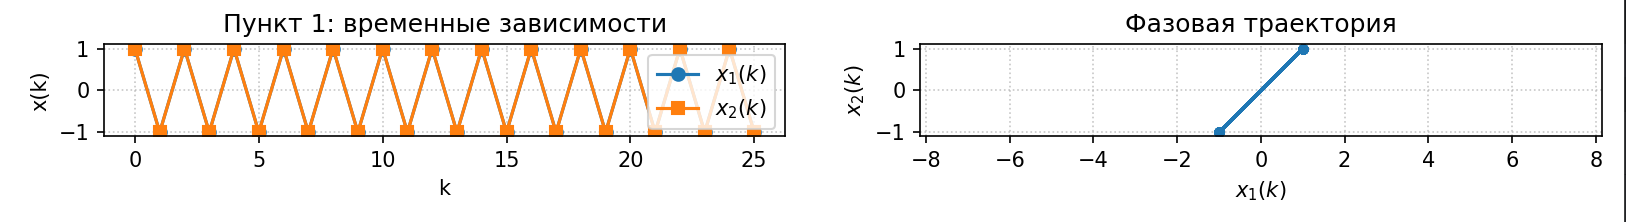 Пункт 1: временные зависимости
x(k)
1
0
−1
x₁(k)
x₂(k)
0 5 10 15 20 25
k
Фазовая траектория
x₂(k)
1
0
−1
−8 −6 −4 −2 0 2 4 6 8
x₁(k)